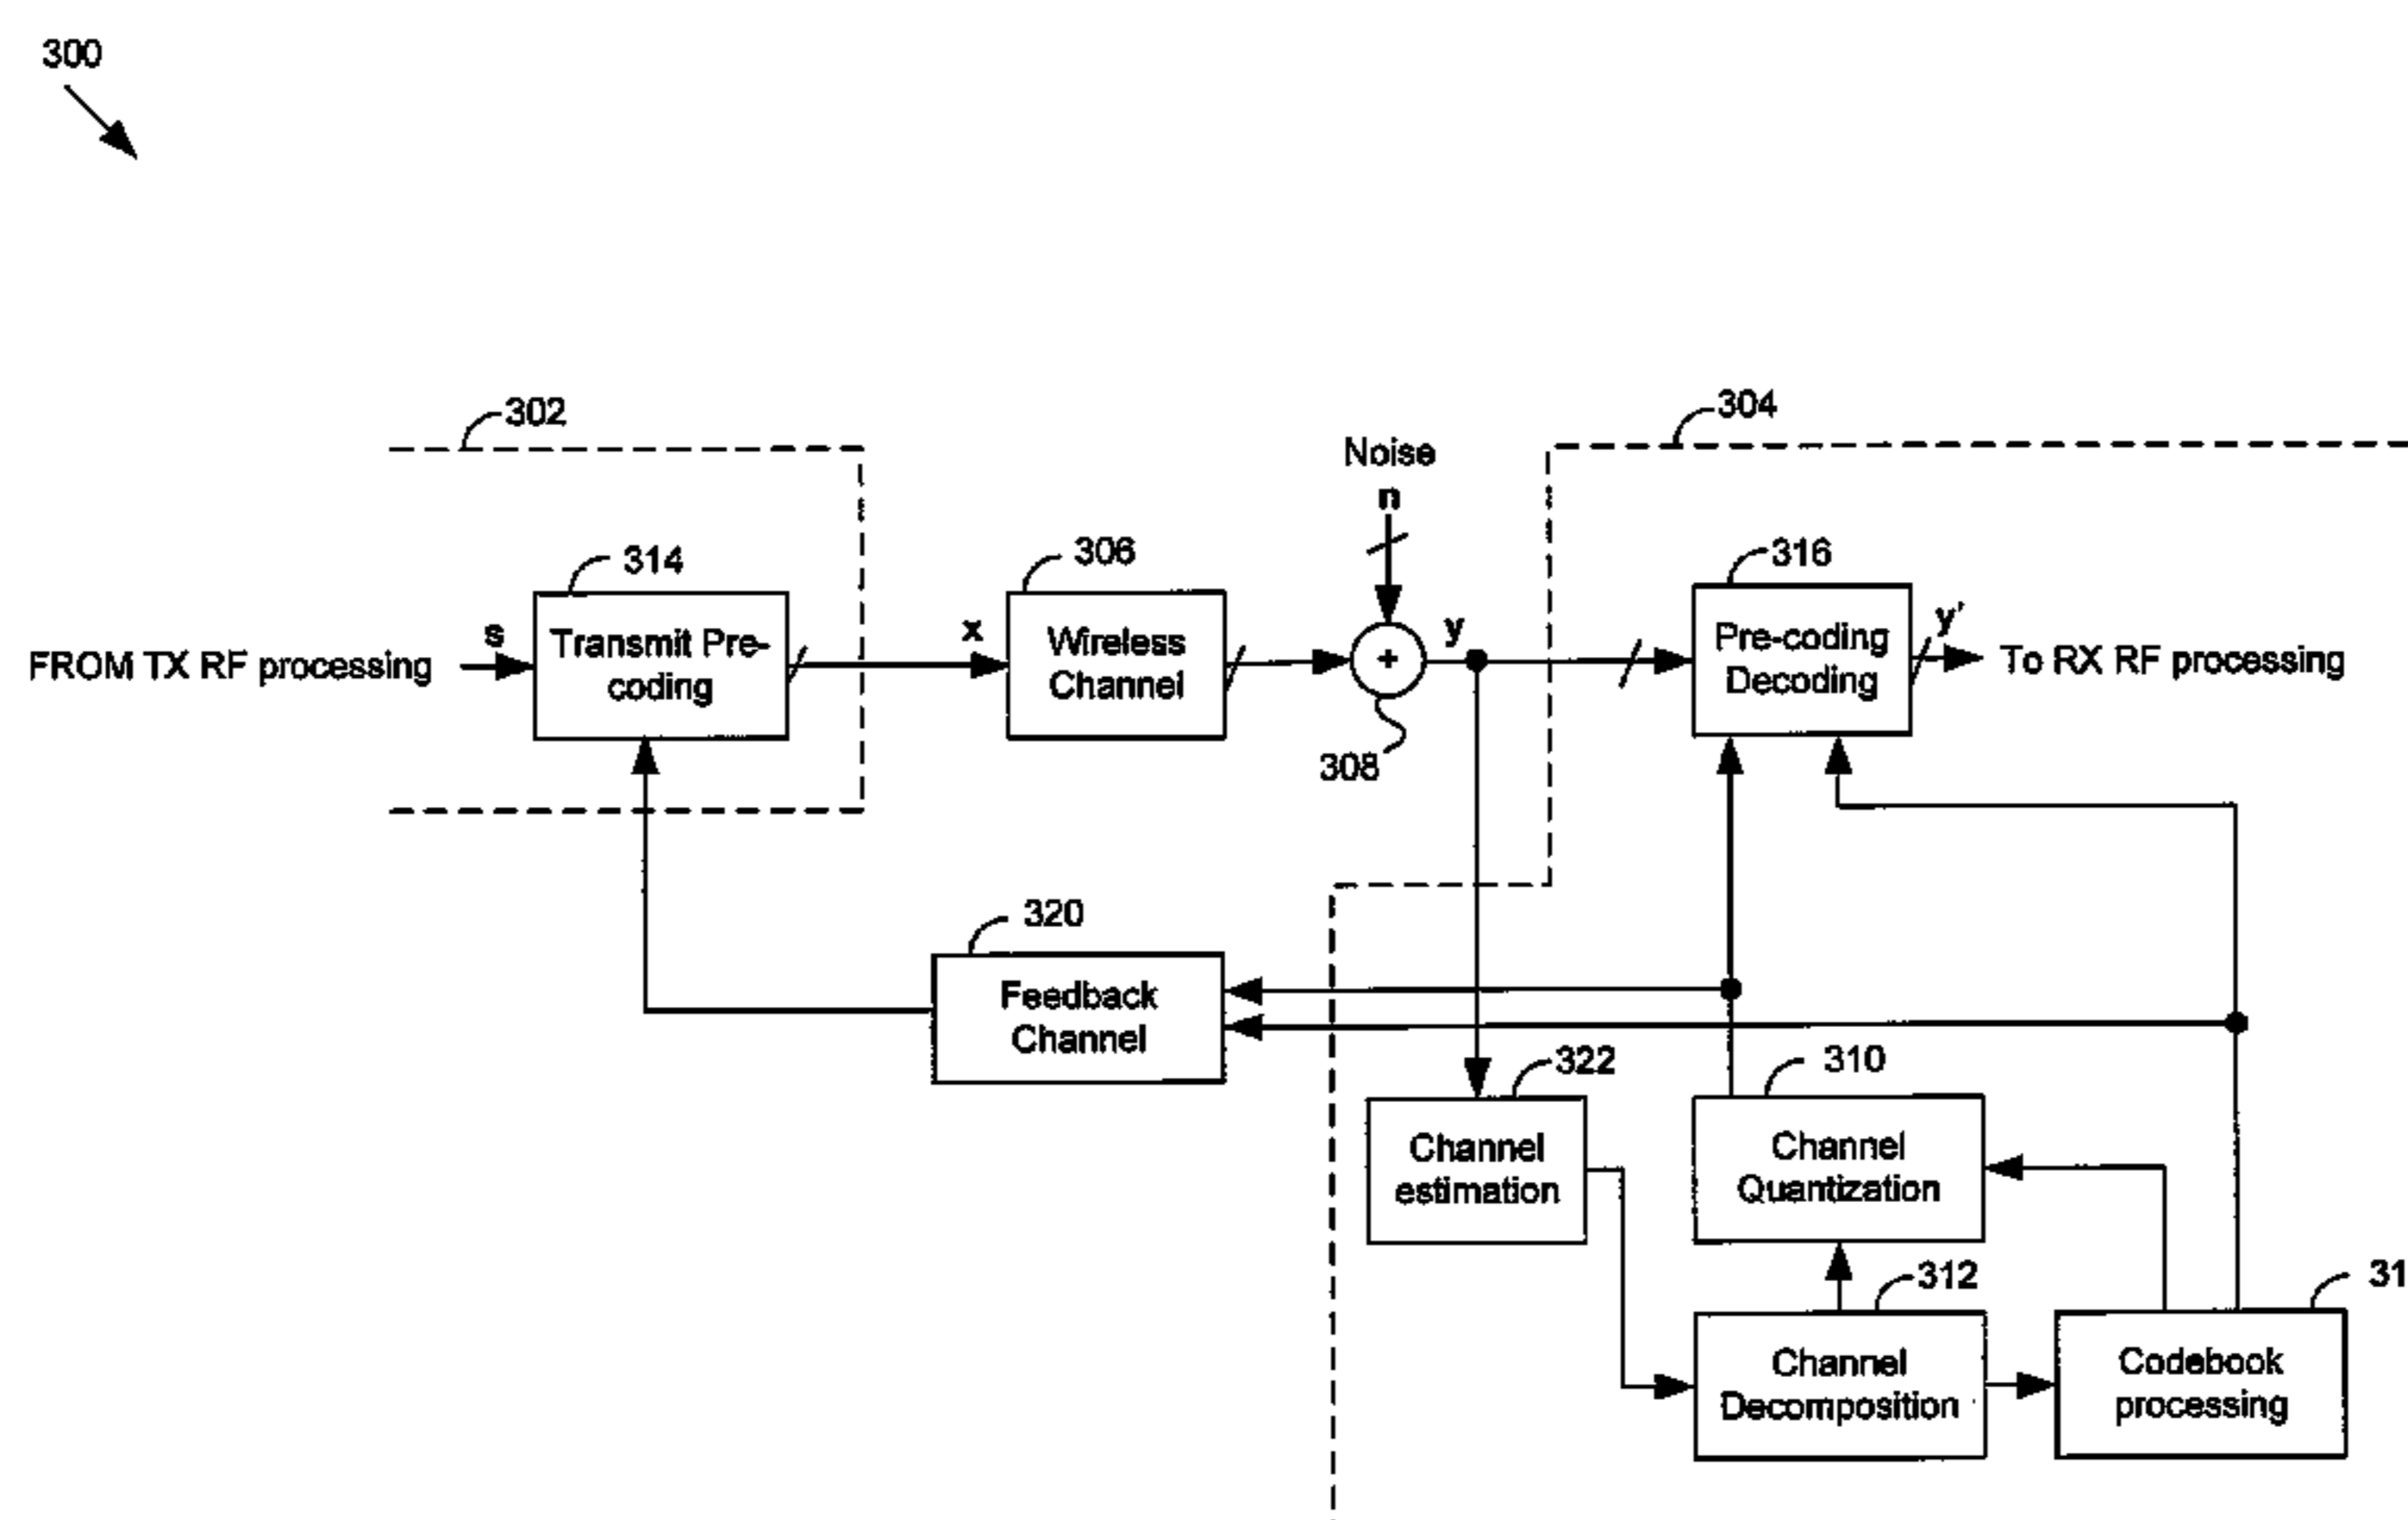 300
302
304
Noise
n
314
306
316
FROM TX RF processing
s
Transmit Pre-
coding
x
Wireless
Channel
+
y
Pre-coding
Decoding
y'
To RX RF processing
308
320
Feedback
Channel
322
310
Channel
estimation
Channel
Quantization
312
31
Channel
Decomposition
Codebook
processing